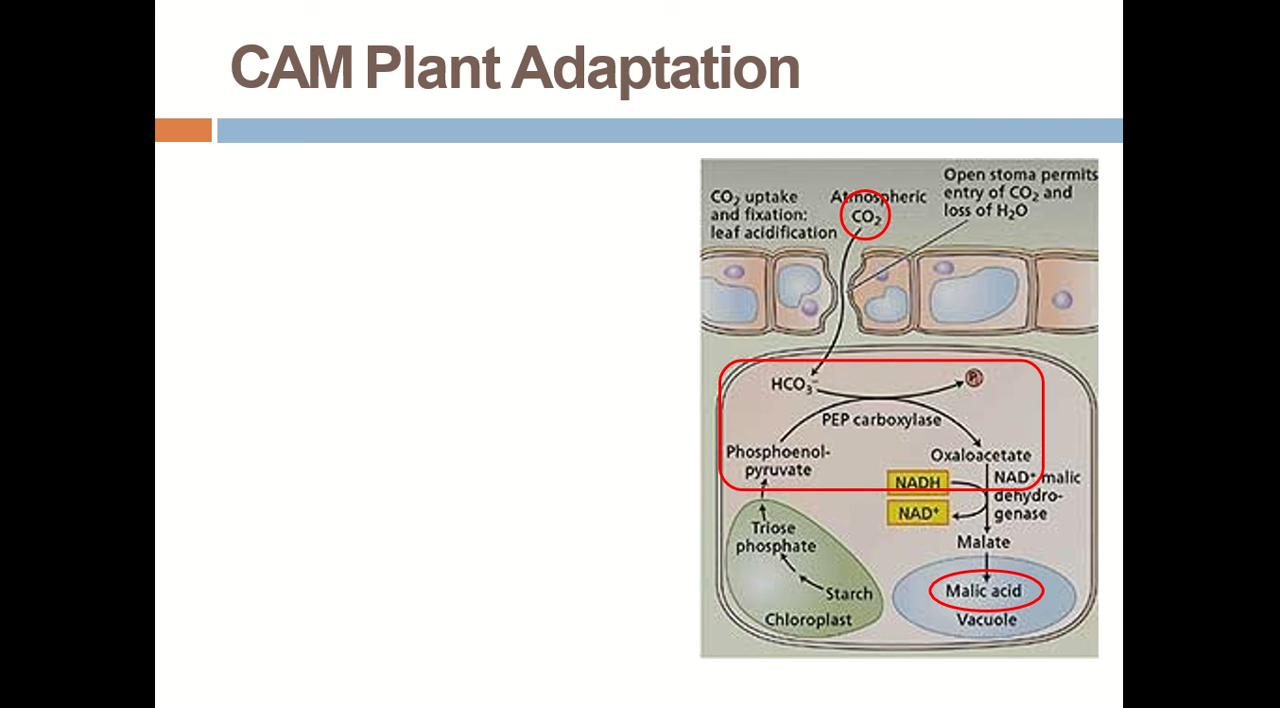 CAM Plant Adaptation
CO₂ uptake
and fixation:
leaf acidification
Atmospheric
CO₂
Open stoma permits
entry of CO₂ and
loss of H₂O
HCO₃⁻
Pᵢ
PEP carboxylase
Phosphoenol-
pyruvate
Oxaloacetate
NADH
NAD⁺
NAD⁺ malic
dehydro-
genase
Triose
phosphate
Malate
Starch
Chloroplast
Malic acid
Vacuole